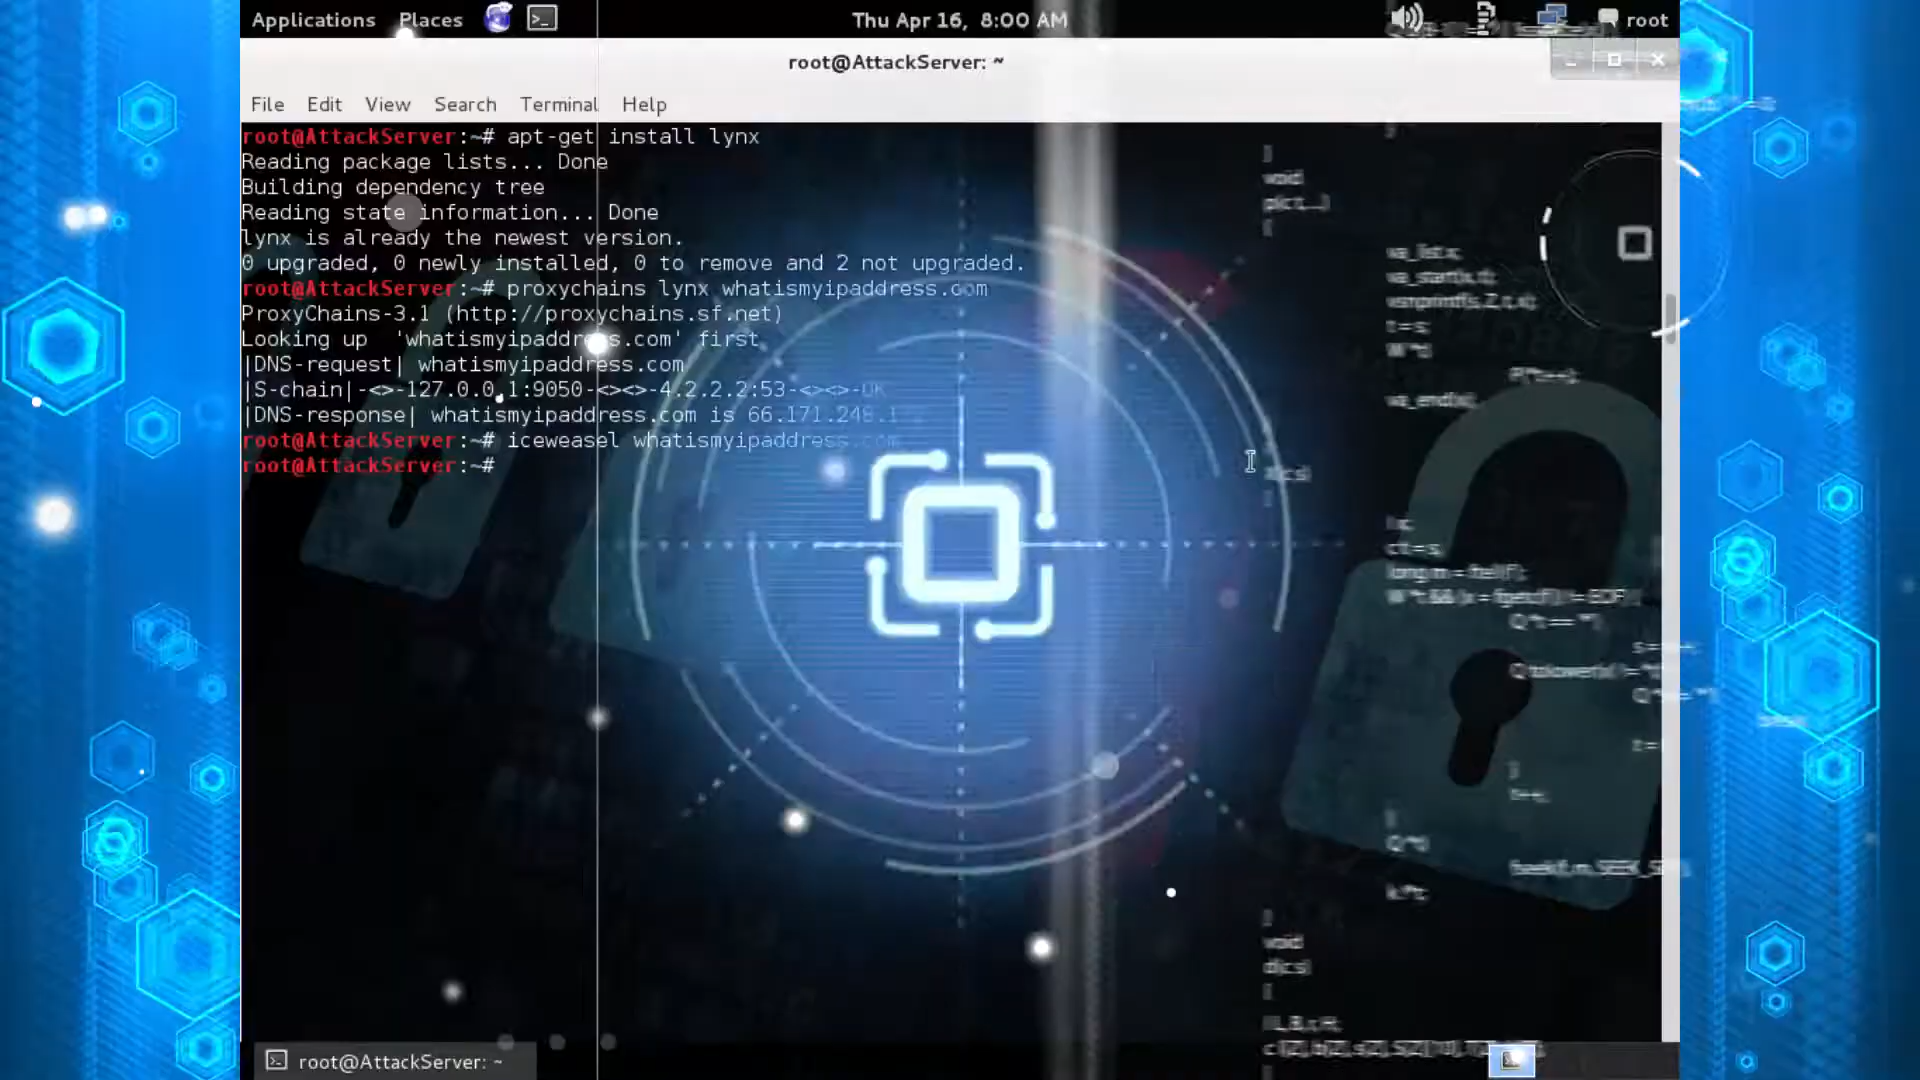 Applications Places Thu Apr 16, 8:00 AM root
root@AttackServer: ~
File Edit View Search Terminal Help
root@AttackServer:~# apt-get install lynx
Reading package lists... Done
Building dependency tree
Reading state information... Done
lynx is already the newest version.
0 upgraded, 0 newly installed, 0 to remove and 2 not upgraded.
root@AttackServer:~# proxychains lynx whatismyipaddress.com
ProxyChains-3.1 (http://proxychains.sf.net)
Looking up  'whatismyipaddress.com' first
|DNS-request| whatismyipaddress.com
|S-chain|-<>-127.0.0.1:9050-<><>-4.2.2.2:53-<><>-OK
|DNS-response| whatismyipaddress.com is 66.171.248.1
root@AttackServer:~# iceweasel whatismyipaddress.com
root@AttackServer:~#
void
va_end(s);
void
root@AttackServer: ~